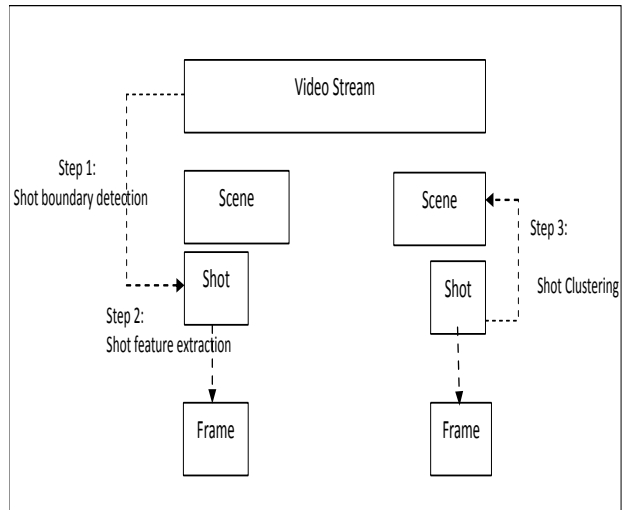 Video Stream
Step 1:
Shot boundary detection
Scene
Scene
Step 3:
Shot Clustering
Shot
Shot
Step 2:
Shot feature extraction
Frame
Frame